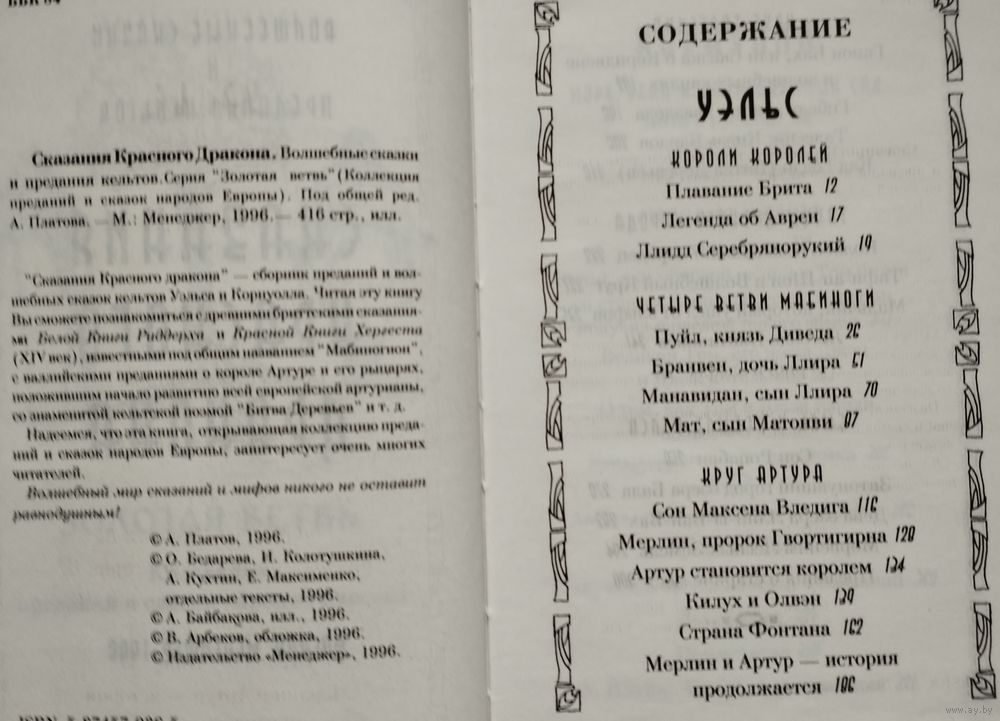 ББК 84
Сказания Красного Дракона. Волшебные сказки
и предания кельтов.Серия "Золотая ветвь"(Коллекция
преданий и сказок народов Европы). Под общей ред.
А. Платова. —М.: Менеджер, 1996.— 416 стр., илл.
"Сказания Красного дракона" — сборник преданий и вол-
шебных сказок кельтов Уэльса и Корнуолла. Читая эту книгу
Вы сможете познакомиться с древними бриттскими сказания-
ми Белой Книги Риддерха и Красной Книги Хергеста
(XIV век), известными под общим названием "Мабиногион",
с валлийскими преданиями о короле Артуре и его рыцарях,
положившим начало развитию всей европейской артурианы,
со знаменитой кельтской поэмой "Битва Деревьев" и т. д.
Надеемся, что эта книга, открывающая коллекцию преда-
ний и сказок народов Европы, заинтересует очень многих
читателей.
Волшебный мир сказаний и мифов никого не оставит
равнодушным!
© А. Платов, 1996.
© О. Бедарева, Н. Колотушкина,
А. Кухтин, Е. Максименко,
отдельные тексты, 1996.
© А. Байбаков, илл., 1996.
© В. Арбеков, обложка, 1996.
© Издательство «Менеджер», 1996.
СОДЕРЖАНИЕ
УЭЛЬС
КОРОЛИ КОРОЛЕЙ
Плавание Брита 12
Легенда об Аврен 17
Ллидд Серебрянорукий 19
ЧЕТЫРЕ ВЕТВИ МАБИНОГИ
Пуйл, князь Диведа 26
Бранвен, дочь Ллира 51
Манавидан, сын Ллира 70
Мат, сын Матонви 87
КРУГ АРТУРА
Сон Максена Вледига 116
Мерлин, пророк Гвортигирна 120
Артур становится королем 134
Килух и Олвэн 139
Страна Фонтана 162
Мерлин и Артур — история
продолжается 186
www.ay.by